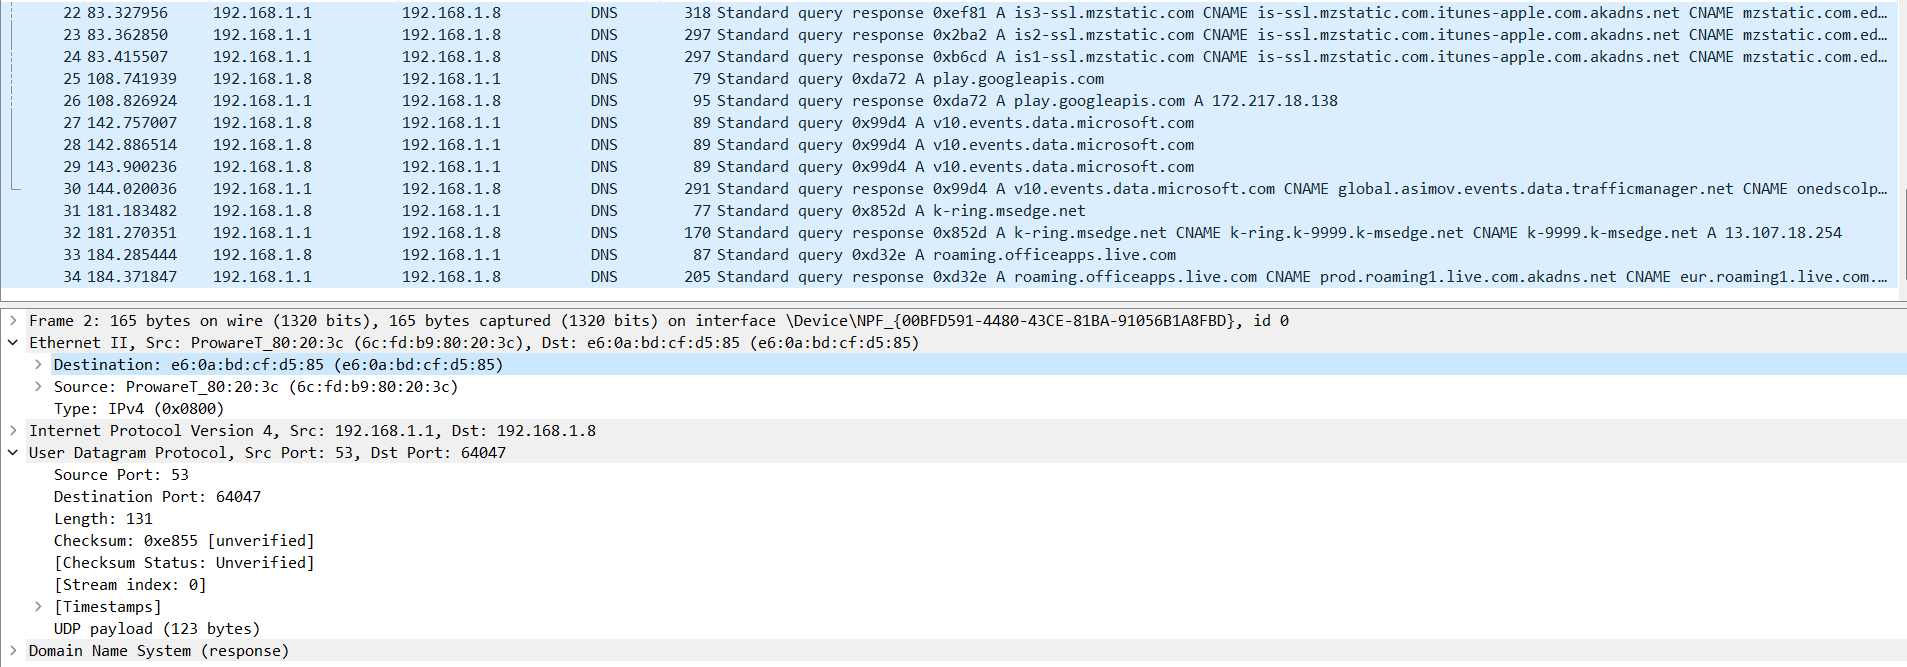 22 83.327956 192.168.1.1 192.168.1.8 DNS 318 Standard query response 0xef81 A is3-ssl.mzstatic.com CNAME is-ssl.mzstatic.com.itunes-apple.com.akadns.net CNAME mzstatic.com.ed…
23 83.362850 192.168.1.1 192.168.1.8 DNS 297 Standard query response 0x2ba2 A is2-ssl.mzstatic.com CNAME is-ssl.mzstatic.com.itunes-apple.com.akadns.net CNAME mzstatic.com.ed…
24 83.415507 192.168.1.1 192.168.1.8 DNS 297 Standard query response 0xb6cd A is1-ssl.mzstatic.com CNAME is-ssl.mzstatic.com.itunes-apple.com.akadns.net CNAME mzstatic.com.ed…
25 108.741939 192.168.1.8 192.168.1.1 DNS 79 Standard query 0xda72 A play.googleapis.com
26 108.826924 192.168.1.1 192.168.1.8 DNS 95 Standard query response 0xda72 A play.googleapis.com A 172.217.18.138
27 142.757007 192.168.1.8 192.168.1.1 DNS 89 Standard query 0x99d4 A v10.events.data.microsoft.com
28 142.886514 192.168.1.8 192.168.1.1 DNS 89 Standard query 0x99d4 A v10.events.data.microsoft.com
29 143.900236 192.168.1.8 192.168.1.1 DNS 89 Standard query 0x99d4 A v10.events.data.microsoft.com
30 144.020036 192.168.1.1 192.168.1.8 DNS 291 Standard query response 0x99d4 A v10.events.data.microsoft.com CNAME global.asimov.events.data.trafficmanager.net CNAME onedscolp…
31 181.183482 192.168.1.8 192.168.1.1 DNS 77 Standard query 0x852d A k-ring.msedge.net
32 181.270351 192.168.1.1 192.168.1.8 DNS 170 Standard query response 0x852d A k-ring.msedge.net CNAME k-ring.k-9999.k-msedge.net CNAME k-9999.k-msedge.net A 13.107.18.254
33 184.285444 192.168.1.8 192.168.1.1 DNS 87 Standard query 0xd32e A roaming.officeapps.live.com
34 184.371847 192.168.1.1 192.168.1.8 DNS 205 Standard query response 0xd32e A roaming.officeapps.live.com CNAME prod.roaming1.live.com.akadns.net CNAME eur.roaming1.live.com.…
Frame 2: 165 bytes on wire (1320 bits), 165 bytes captured (1320 bits) on interface \Device\NPF_{00BFD591-4480-43CE-81BA-91056B1A8FBD}, id 0
Ethernet II, Src: ProwareT_80:20:3c (6c:fd:b9:80:20:3c), Dst: e6:0a:bd:cf:d5:85 (e6:0a:bd:cf:d5:85)
Destination: e6:0a:bd:cf:d5:85 (e6:0a:bd:cf:d5:85)
Source: ProwareT_80:20:3c (6c:fd:b9:80:20:3c)
Type: IPv4 (0x0800)
Internet Protocol Version 4, Src: 192.168.1.1, Dst: 192.168.1.8
User Datagram Protocol, Src Port: 53, Dst Port: 64047
Source Port: 53
Destination Port: 64047
Length: 131
Checksum: 0xe855 [unverified]
[Checksum Status: Unverified]
[Stream index: 0]
[Timestamps]
UDP payload (123 bytes)
Domain Name System (response)